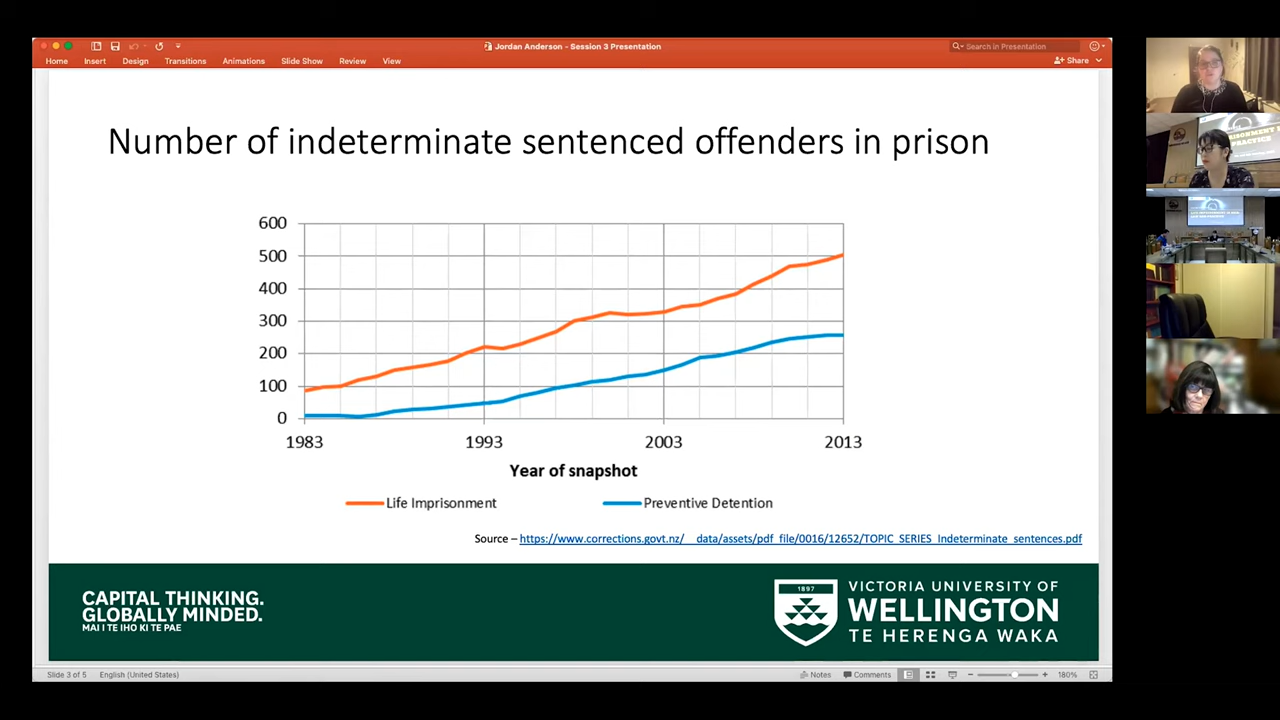 Jordan Anderson - Session 3 Presentation
Search in Presentation
Home Insert Design Transitions Animations Slide Show Review View
Share
Number of indeterminate sentenced offenders in prison
600
500
400
300
200
100
0
1983 1993 2003 2013
Year of snapshot
Life Imprisonment Preventive Detention
Source – https://www.corrections.govt.nz/__data/assets/pdf_file/0016/12652/TOPIC_SERIES_Indeterminate_sentences.pdf
CAPITAL THINKING.
GLOBALLY MINDED.
MAI I TE IHO KI TE PAE
1897
VICTORIA UNIVERSITY OF
WELLINGTON
TE HERENGA WAKA
Slide 3 of 5 English (United States) Notes Comments 180%
PRACTICE